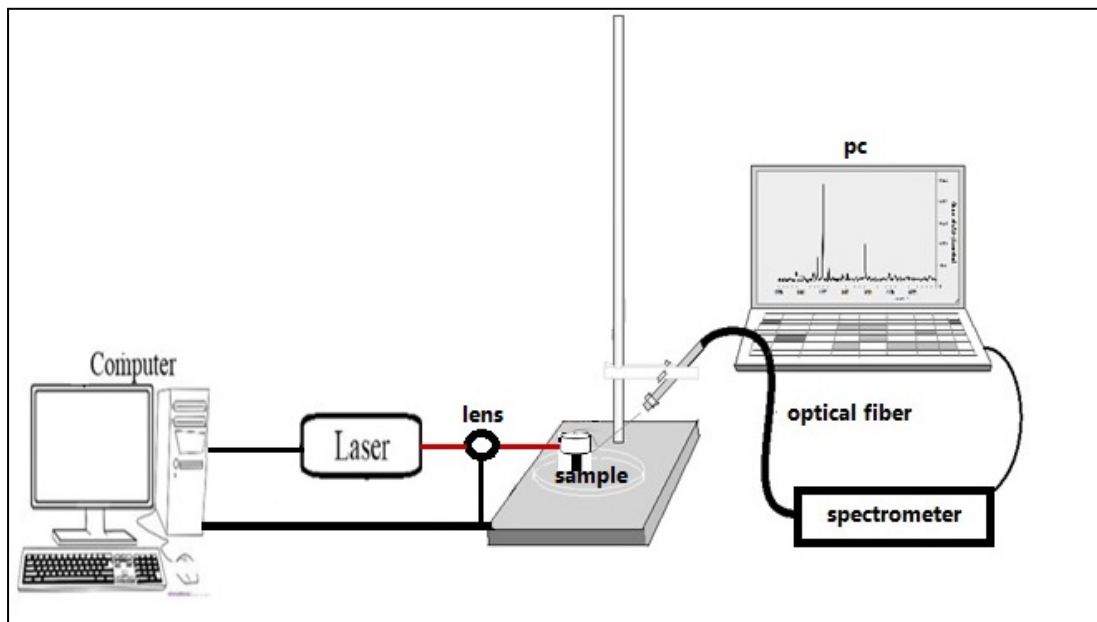 pc
Computer
lens
Laser
optical fiber
sample
spectrometer